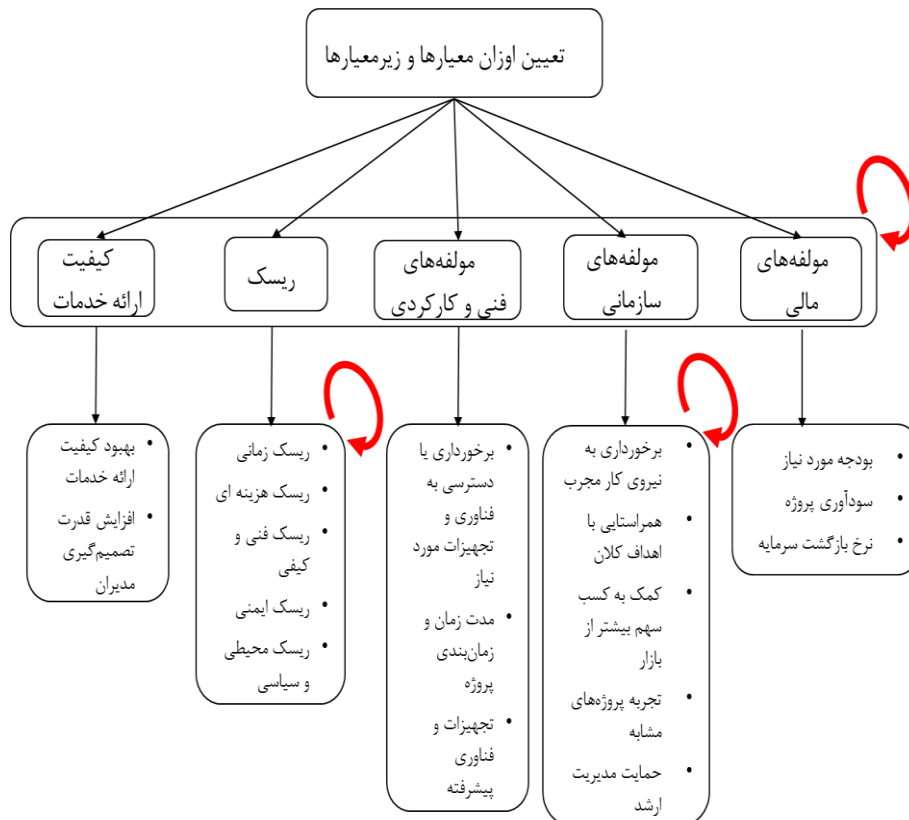 تعیین اوزان معیارها و زیرمعیارها
مولفه‌های
مالی
مولفه‌های
سازمانی
مولفه‌های
فنی و کارکردی
ریسک
کیفیت
ارائه خدمات
• بودجه مورد نیاز
• سودآوری پروژه
• نرخ بازگشت سرمایه
• برخورداری به
نیروی کار مجرب
• همراستایی با
اهداف کلان
• کمک به کسب
سهم بیشتر از
بازار
• تجربه پروژه‌های
مشابه
• حمایت مدیریت
ارشد
• برخورداری یا
دسترسی به
فناوری و
تجهیزات مورد
نیاز
• مدت زمان و
زمان‌بندی
پروژه
• تجهیزات و
فناوری
پیشرفته
• ریسک زمانی
• ریسک هزینه ای
• ریسک فنی و
کیفی
• ریسک ایمنی
• ریسک محیطی
و سیاسی
• بهبود کیفیت
ارائه خدمات
• افزایش قدرت
تصمیم‌گیری
مدیران